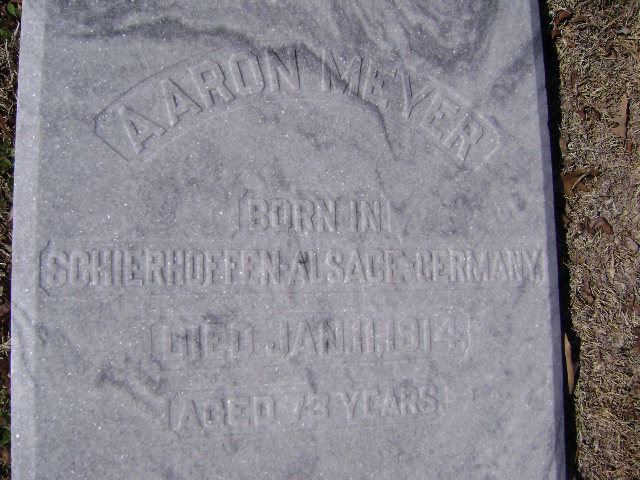 AARON MEYER
BORN IN
SCHIERHOFFEN-ALSACE-GERMANY,
DIED JAN.11,1914.
AGED 73 YEARS.